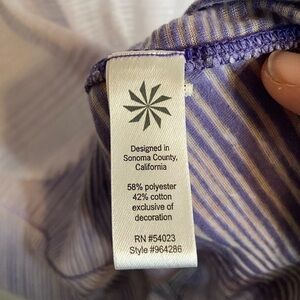 Designed in
Sonoma County,
California
58% polyester
42% cotton
exclusive of
decoration
RN #54023
Style #964286